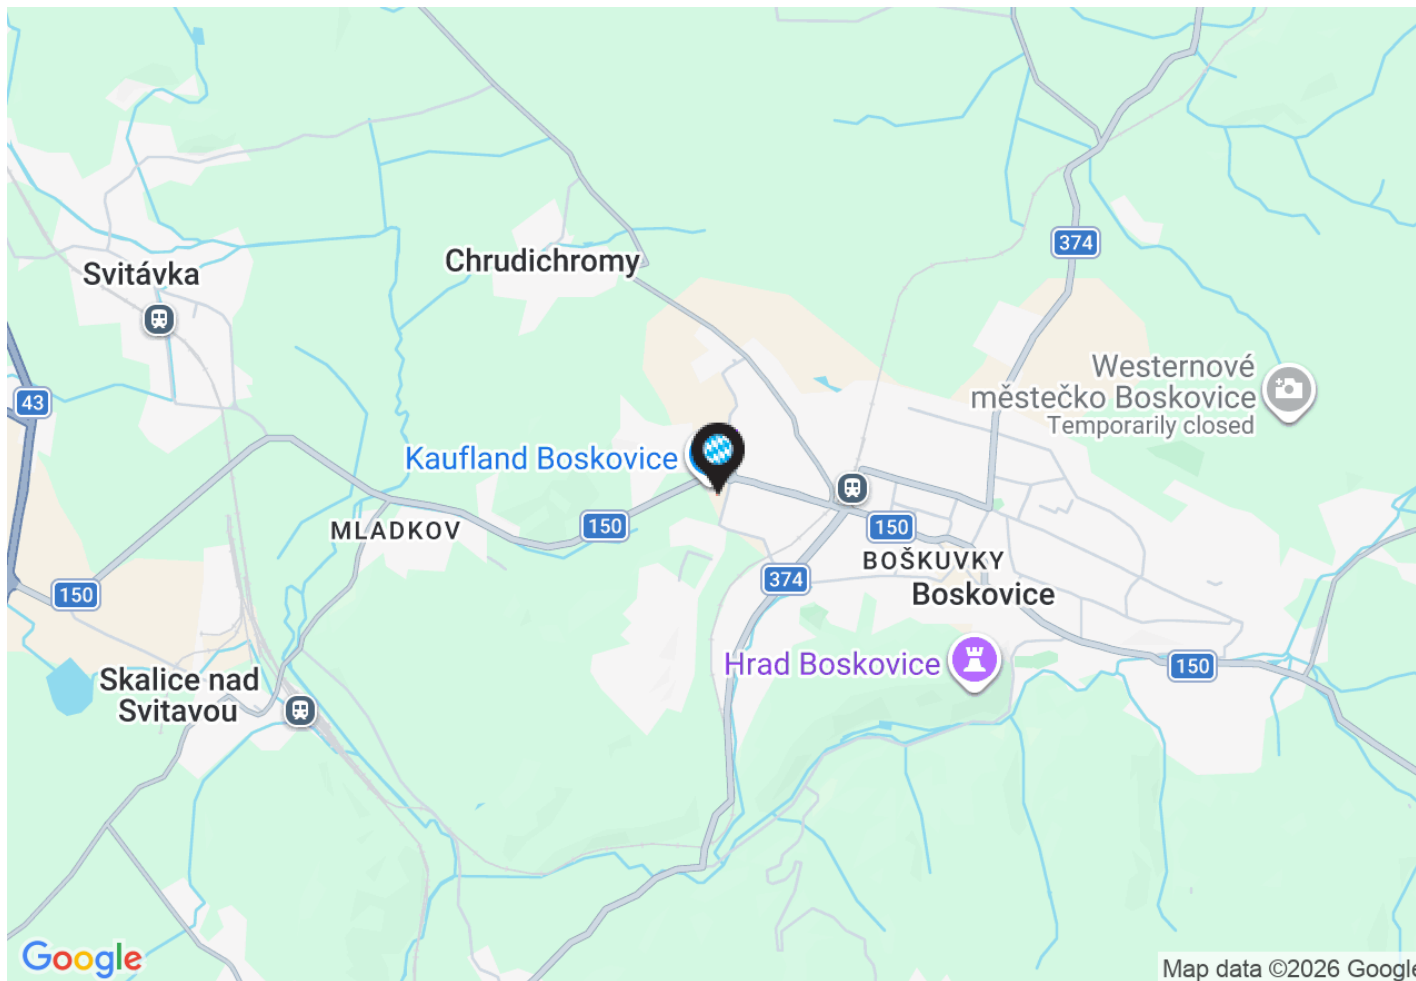 374
Chrudichromy
Svitávka
Westernové
městečko Boskovice
Temporarily closed
43
Kaufland Boskovice
150
MLADKOV
150
BOŠKUVKY
374
150
Boskovice
Hrad Boskovice
150
Skalice nad
Svitavou
Google
Map data ©2026 Google